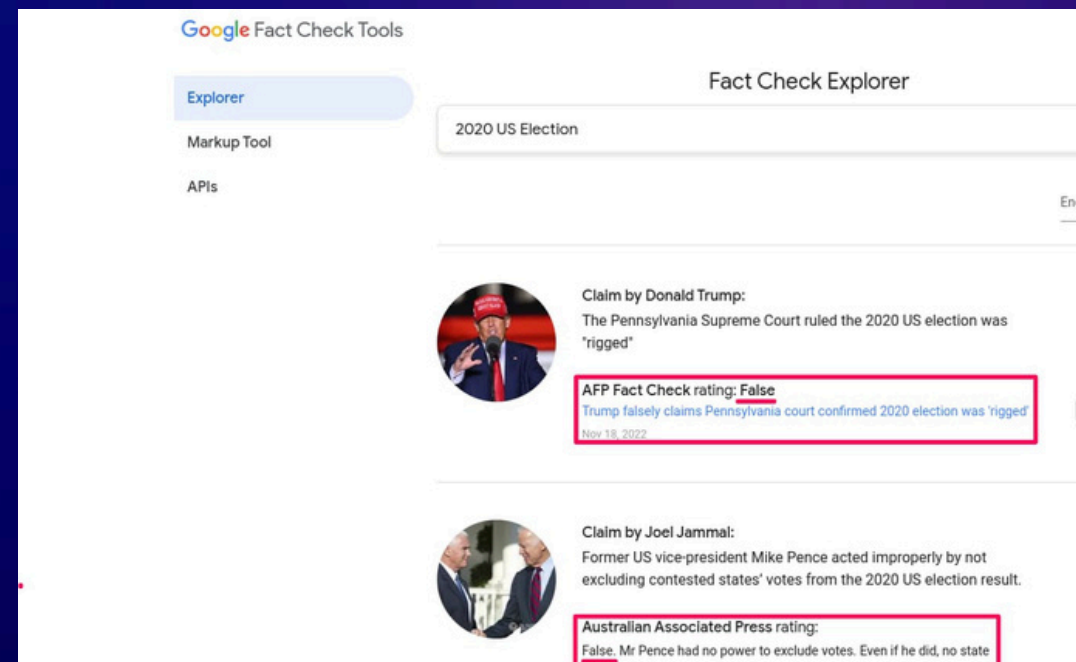 Google Fact Check Tools
Explorer
Markup Tool
APIs
Fact Check Explorer
2020 US Election
En
Claim by Donald Trump:
The Pennsylvania Supreme Court ruled the 2020 US election was
"rigged"
AFP Fact Check rating: False
Trump falsely claims Pennsylvania court confirmed 2020 election was 'rigged'
Nov 18, 2022
Claim by Joel Jammal:
Former US vice-president Mike Pence acted improperly by not
excluding contested states' votes from the 2020 US election result.
Australian Associated Press rating:
False. Mr Pence had no power to exclude votes. Even if he did, no state